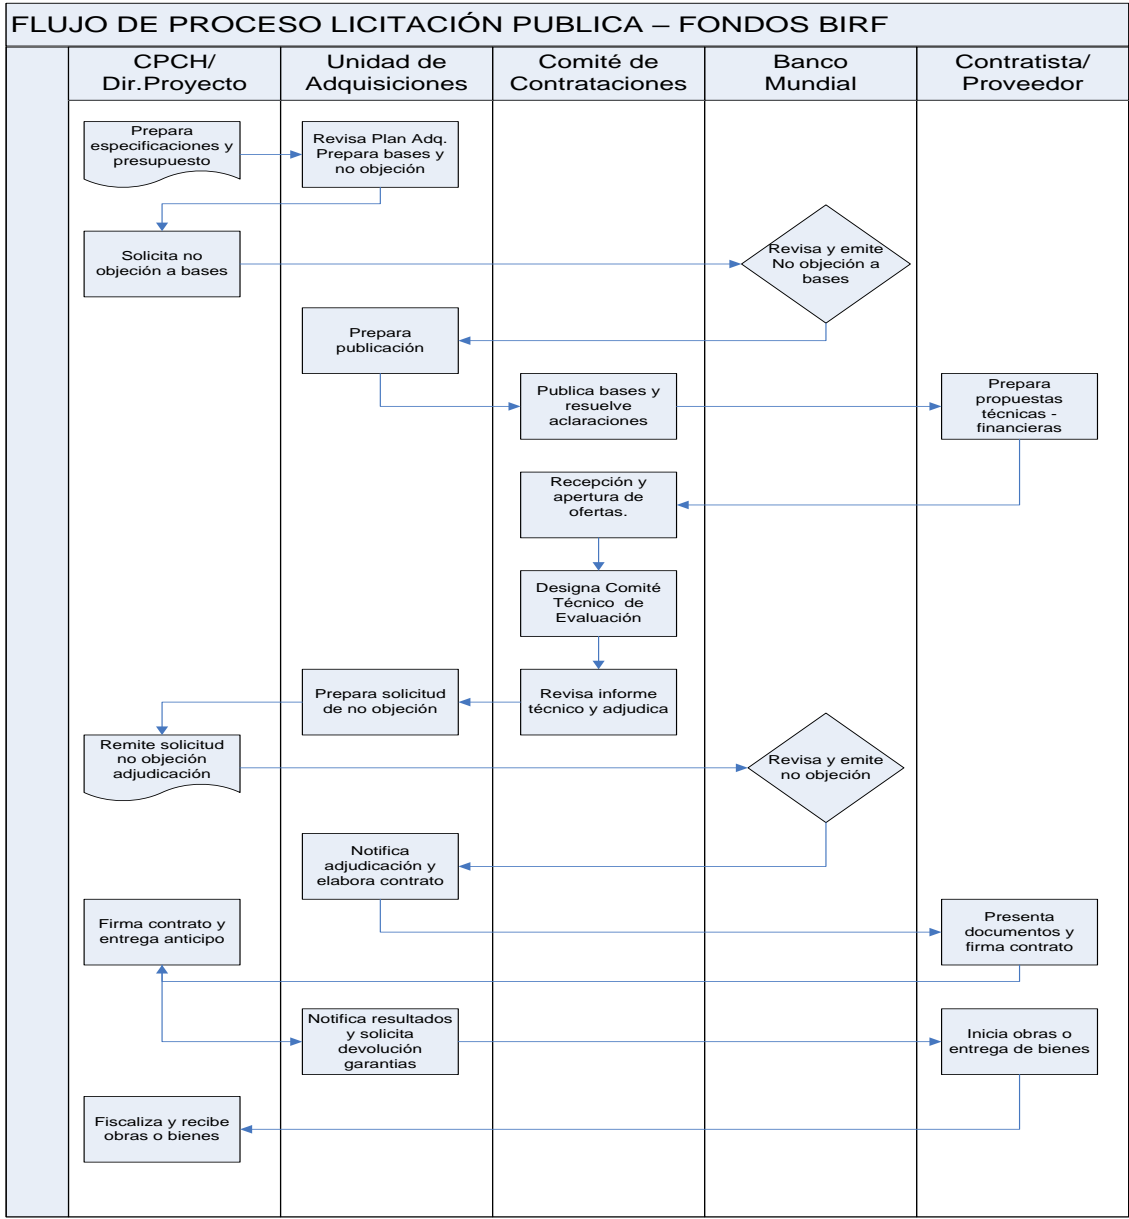 FLUJO DE PROCESO LICITACIÓN PUBLICA – FONDOS BIRF
CPCH/
Dir.Proyecto
Unidad de
Adquisiciones
Comité de
Contrataciones
Banco
Mundial
Contratista/
Proveedor
Prepara
especificaciones y
presupuesto
Revisa Plan Adq.
Prepara bases y
no objeción
Solicita no
objeción a bases
Revisa y emite
No objeción a
bases
Prepara
publicación
Publica bases y
resuelve
aclaraciones
Prepara
propuestas
técnicas -
financieras
Recepción y
apertura de
ofertas.
Designa Comité
Técnico de
Evaluación
Prepara solicitud
de no objeción
Revisa informe
técnico y adjudica
Remite solicitud
no objeción
adjudicación
Revisa y emite
no objeción
Notifica
adjudicación y
elabora contrato
Firma contrato y
entrega anticipo
Presenta
documentos y
firma contrato
Notifica resultados
y solicita
devolución
garantias
Inicia obras o
entrega de bienes
Fiscaliza y recibe
obras o bienes